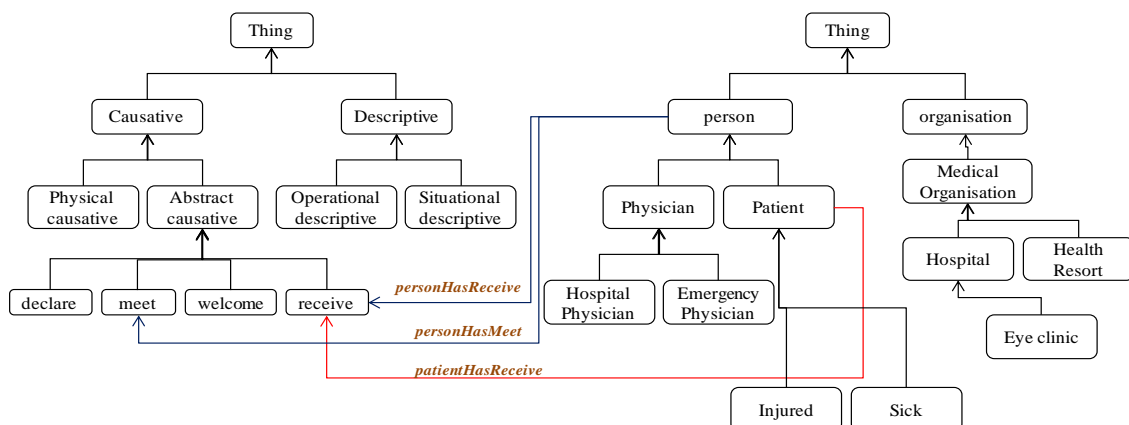 Thing
Thing
Causative
Descriptive
person
organisation
Physical
causative
Abstract
causative
Operational
descriptive
Situational
descriptive
Physician
Patient
Medical
Organisation
Hospital
Health
Resort
declare
meet
welcome
receive
personHasReceive
Hospital
Physician
Emergency
Physician
personHasMeet
Eye clinic
patientHasReceive
Injured
Sick